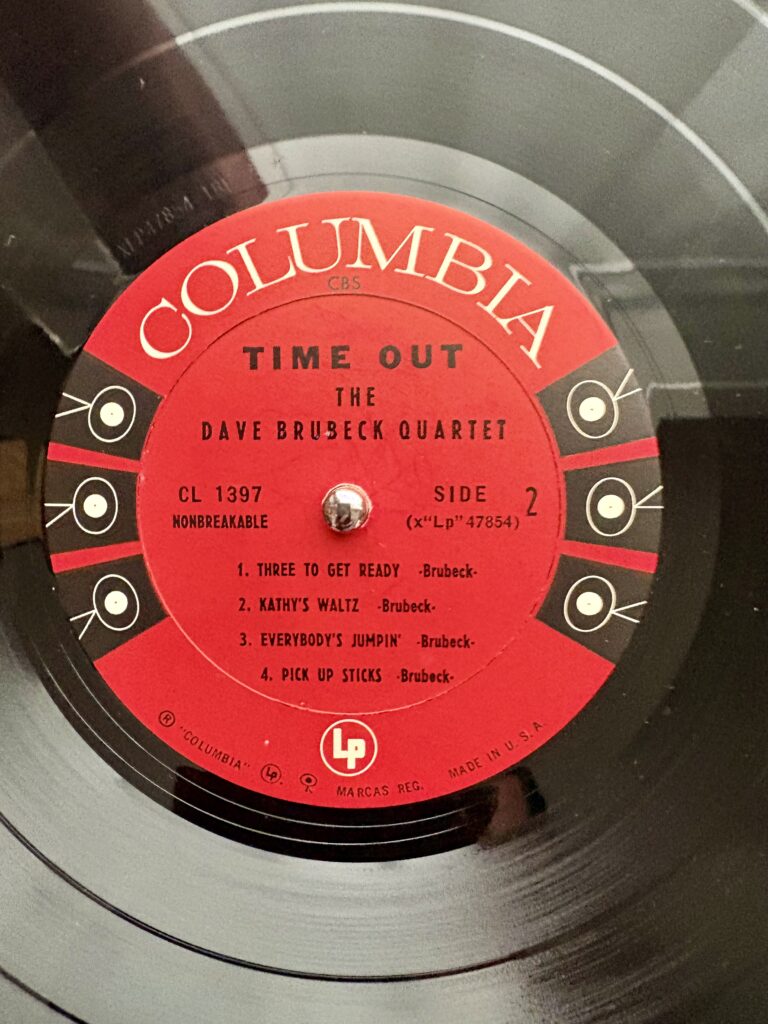 COLUMBIA
CBS
TIME OUT
THE
DAVE BRUBECK QUARTET
CL 1397 SIDE 2
NONBREAKABLE (x"Lp" 47854)
1. THREE TO GET READY -Brubeck-
2. KATHY'S WALTZ -Brubeck-
3. EVERYBODY'S JUMPIN' -Brubeck-
4. PICK UP STICKS -Brubeck-
Lp
® "COLUMBIA" Lp. MARCAS REG. MADE IN U. S. A.